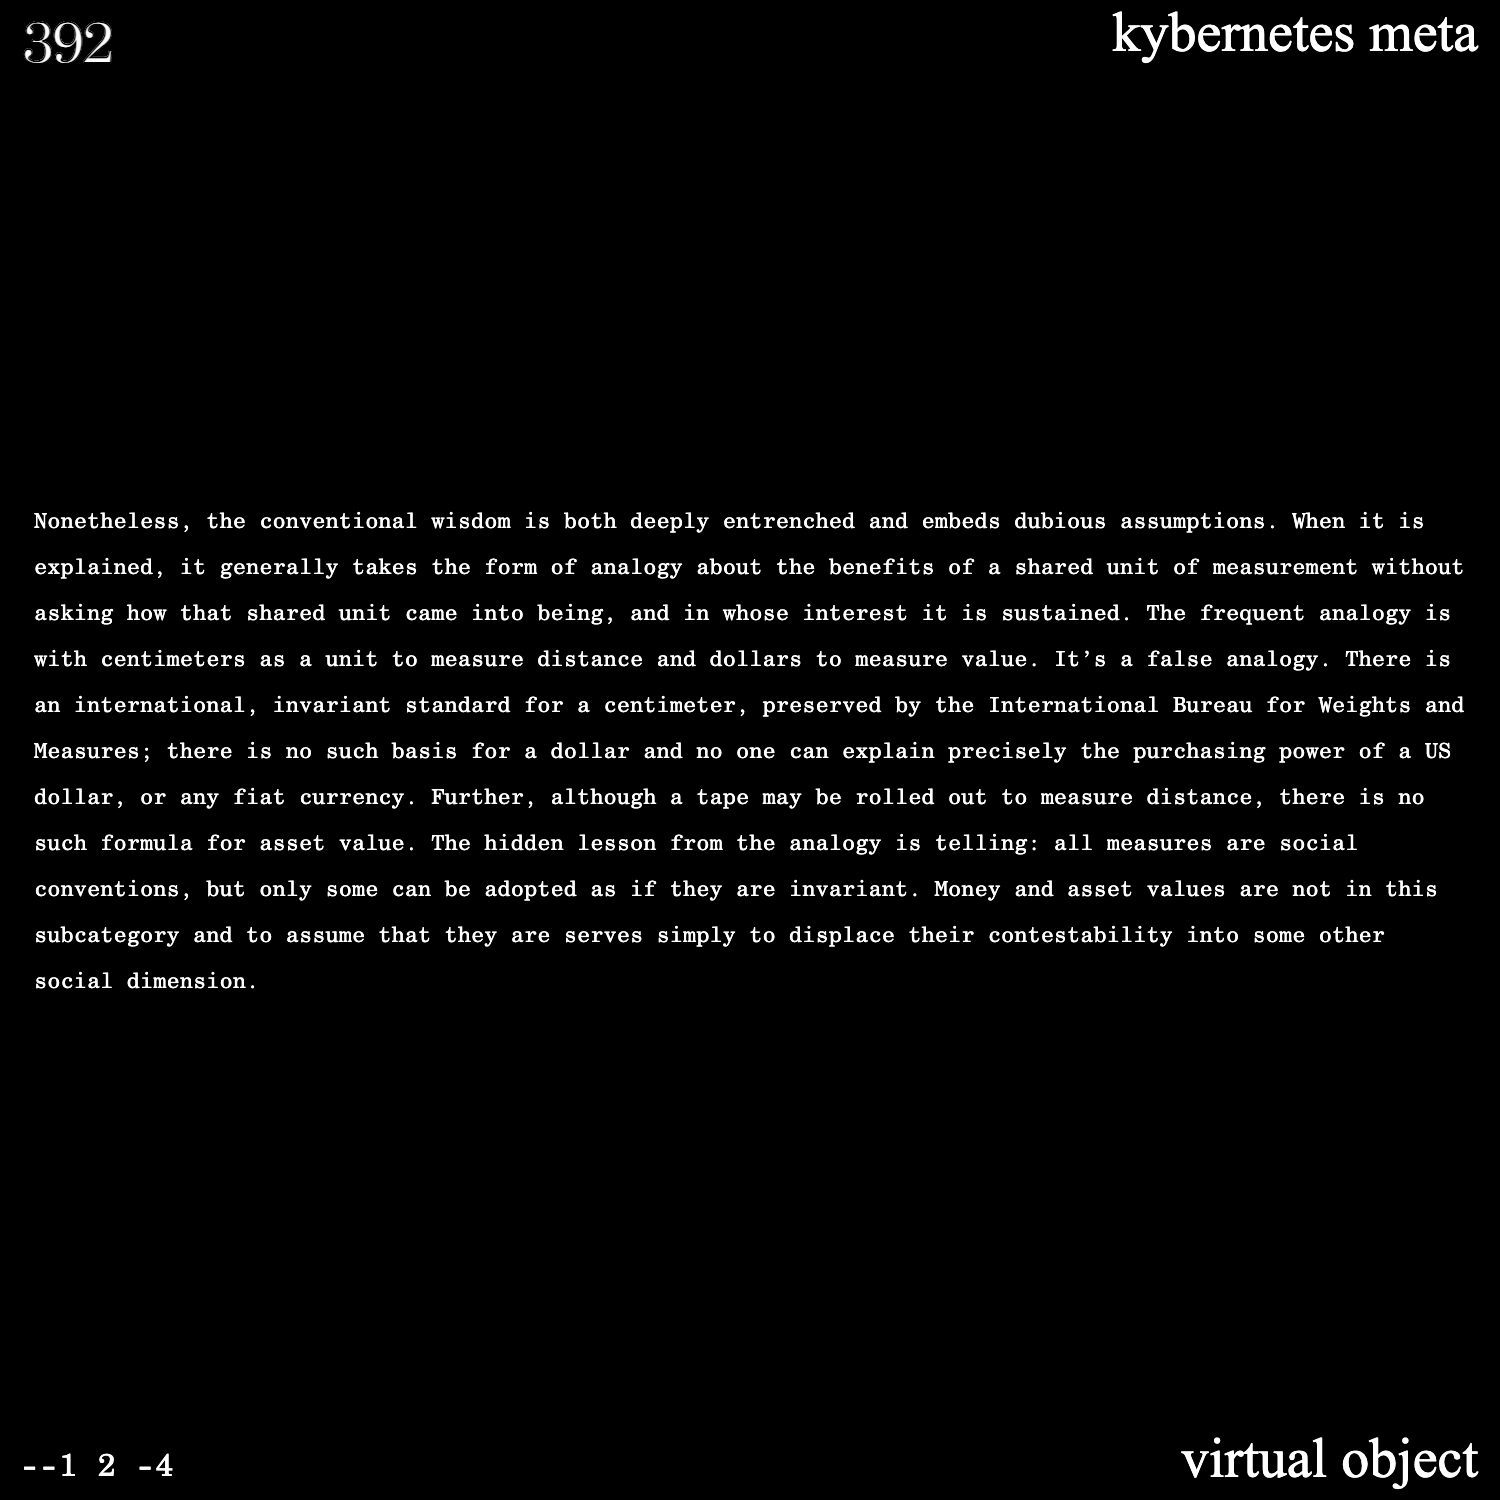 392
kybernetes meta
Nonetheless, the conventional wisdom is both deeply entrenched and embeds dubious assumptions. When it is
explained, it generally takes the form of analogy about the benefits of a shared unit of measurement without
asking how that shared unit came into being, and in whose interest it is sustained. The frequent analogy is
with centimeters as a unit to measure distance and dollars to measure value. It’s a false analogy. There is
an international, invariant standard for a centimeter, preserved by the International Bureau for Weights and
Measures; there is no such basis for a dollar and no one can explain precisely the purchasing power of a US
dollar, or any fiat currency. Further, although a tape may be rolled out to measure distance, there is no
such formula for asset value. The hidden lesson from the analogy is telling: all measures are social
conventions, but only some can be adopted as if they are invariant. Money and asset values are not in this
subcategory and to assume that they are serves simply to displace their contestability into some other
social dimension.
--1 2 -4
virtual object